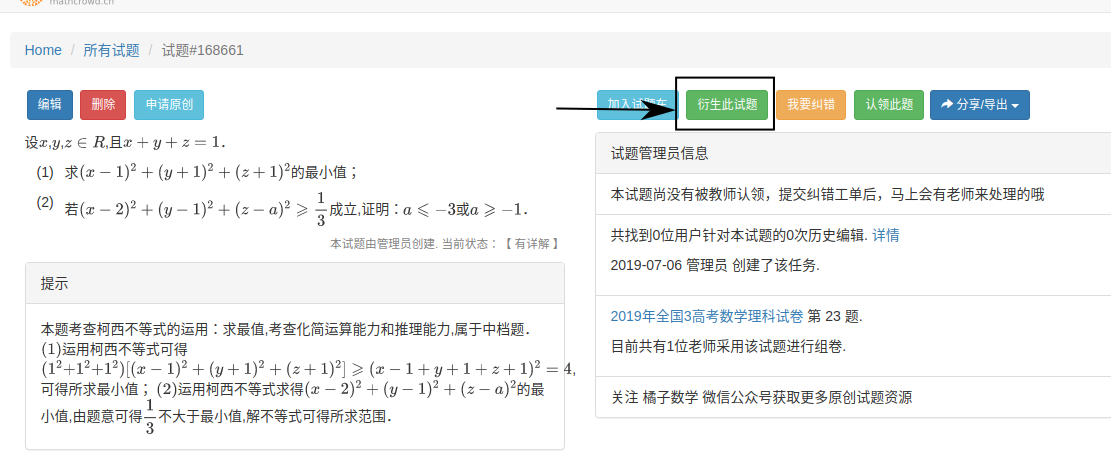 mathcrowd.cn
Home / 所有试题 / 试题#168661
编辑 删除 申请原创
加入试题车 衍生此试题 我要纠错 认领此题 分享/导出
设x,y,z∈R,且x+y+z=1.
(1) 求(x−1)²+(y+1)²+(z+1)²的最小值；
(2) 若(x−2)²+(y−1)²+(z−a)²⩾1/3成立,证明：a⩽−3或a⩾−1.
本试题由管理员创建. 当前状态：【 有详解 】
提示
本题考查柯西不等式的运用：求最值,考查化简运算能力和推理能力,属于中档题.
(1)运用柯西不等式可得
(1²+1²+1²)[(x−1)²+(y+1)²+(z+1)²]⩾(x−1+y+1+z+1)²=4,
可得所求最小值； (2)运用柯西不等式求得(x−2)²+(y−1)²+(z−a)²的最
小值,由题意可得1/3不大于最小值,解不等式可得所求范围.
试题管理员信息
本试题尚没有被教师认领，提交纠错工单后，马上会有老师来处理的哦
共找到0位用户针对本试题的0次历史编辑. 详情
2019-07-06 管理员 创建了该任务.
2019年全国3高考数学理科试卷 第 23 题.
目前共有1位老师采用该试题进行组卷.
关注 橘子数学 微信公众号获取更多原创试题资源